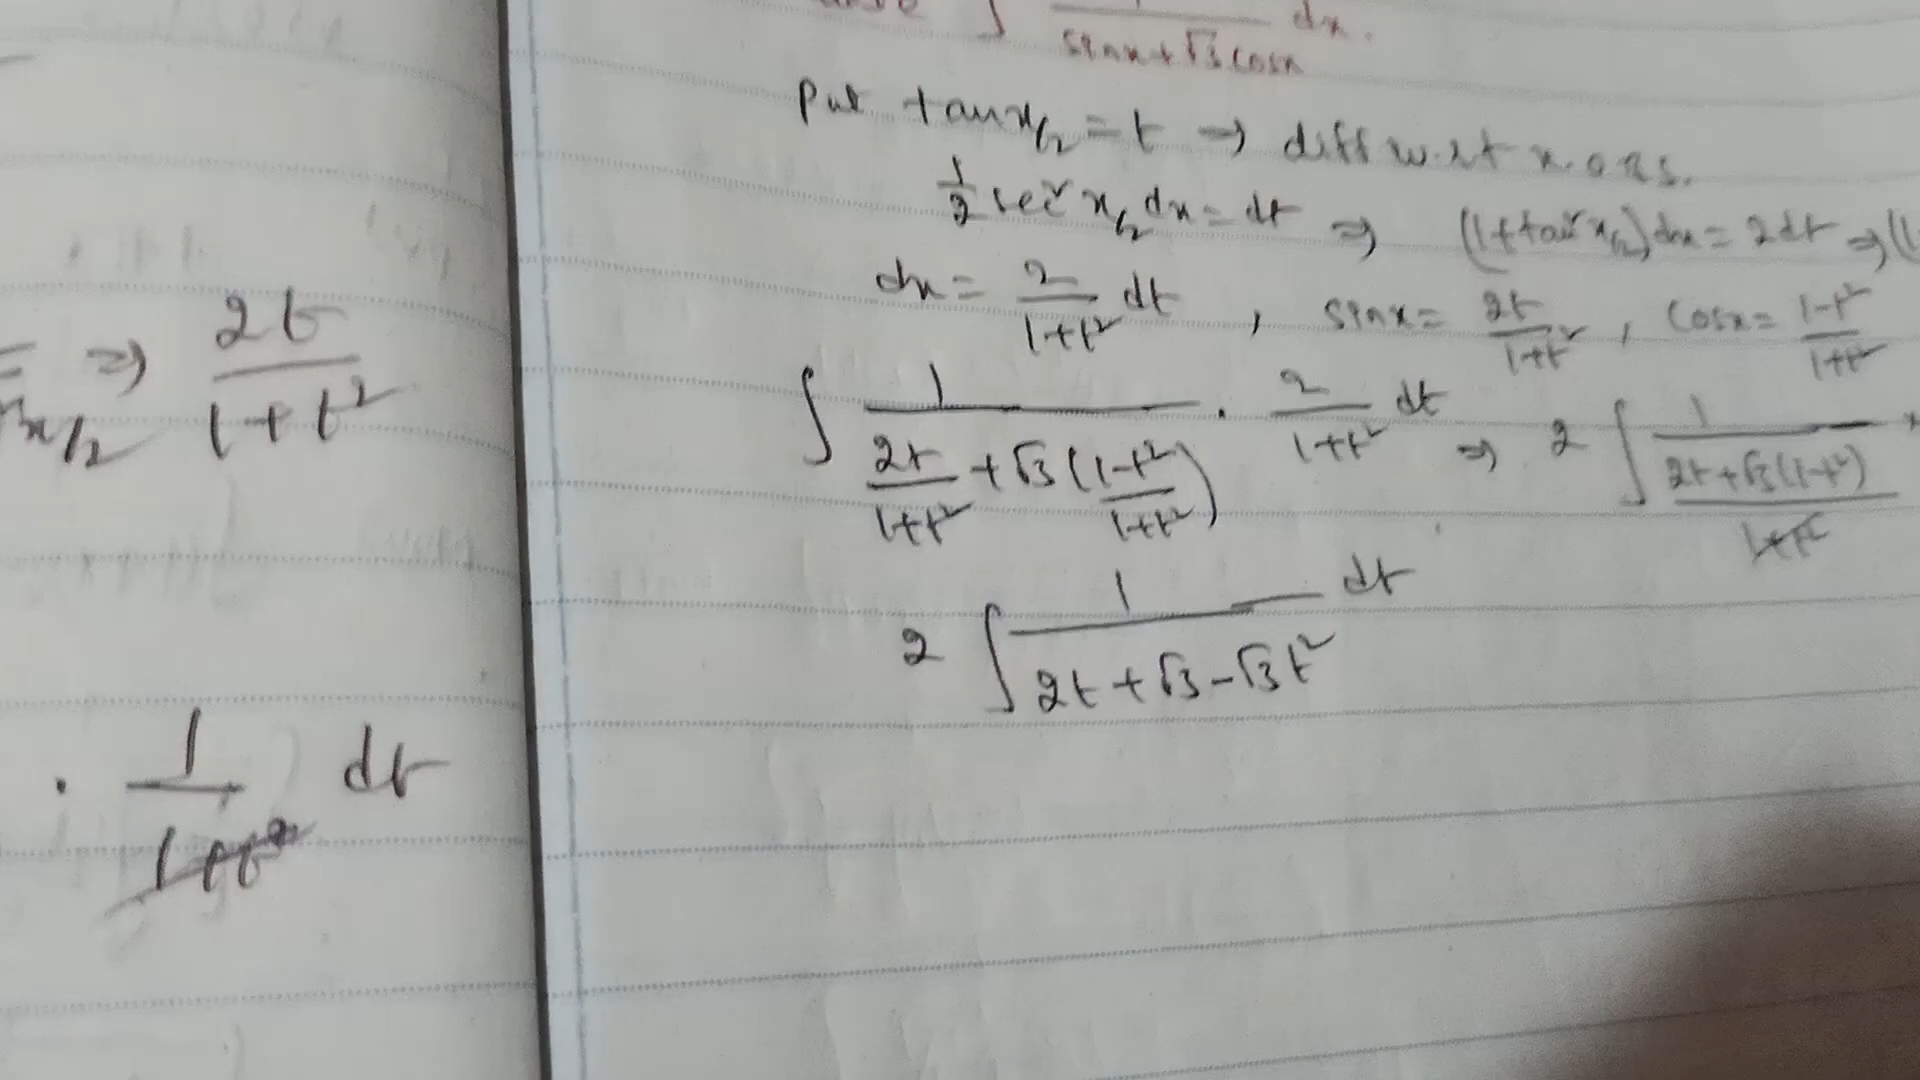 ⇒ 2t / 1+t²
x/2
. 1 / 1+t² dt
∫ 1 / sinx+√3 cosx dx.
Put tan x/2 = t ⇒ diff w.r.t x. o n s.
1/2 sec² x/2 dx = dt ⇒ (1+tan² x/2) dx = 2dt ⇒ (1
dx = 2 / 1+t² dt , sinx = 2t / 1+t² , cosx = 1-t² / 1+t²
∫ 1 / 2t/1+t² + √3 (1-t²/1+t²) . 2 / 1+t² dt ⇒ 2 ∫ 1 / 2t+√3(1-t²) / 1+t² ×
2 ∫ 1 / 2t+√3-√3t² dt